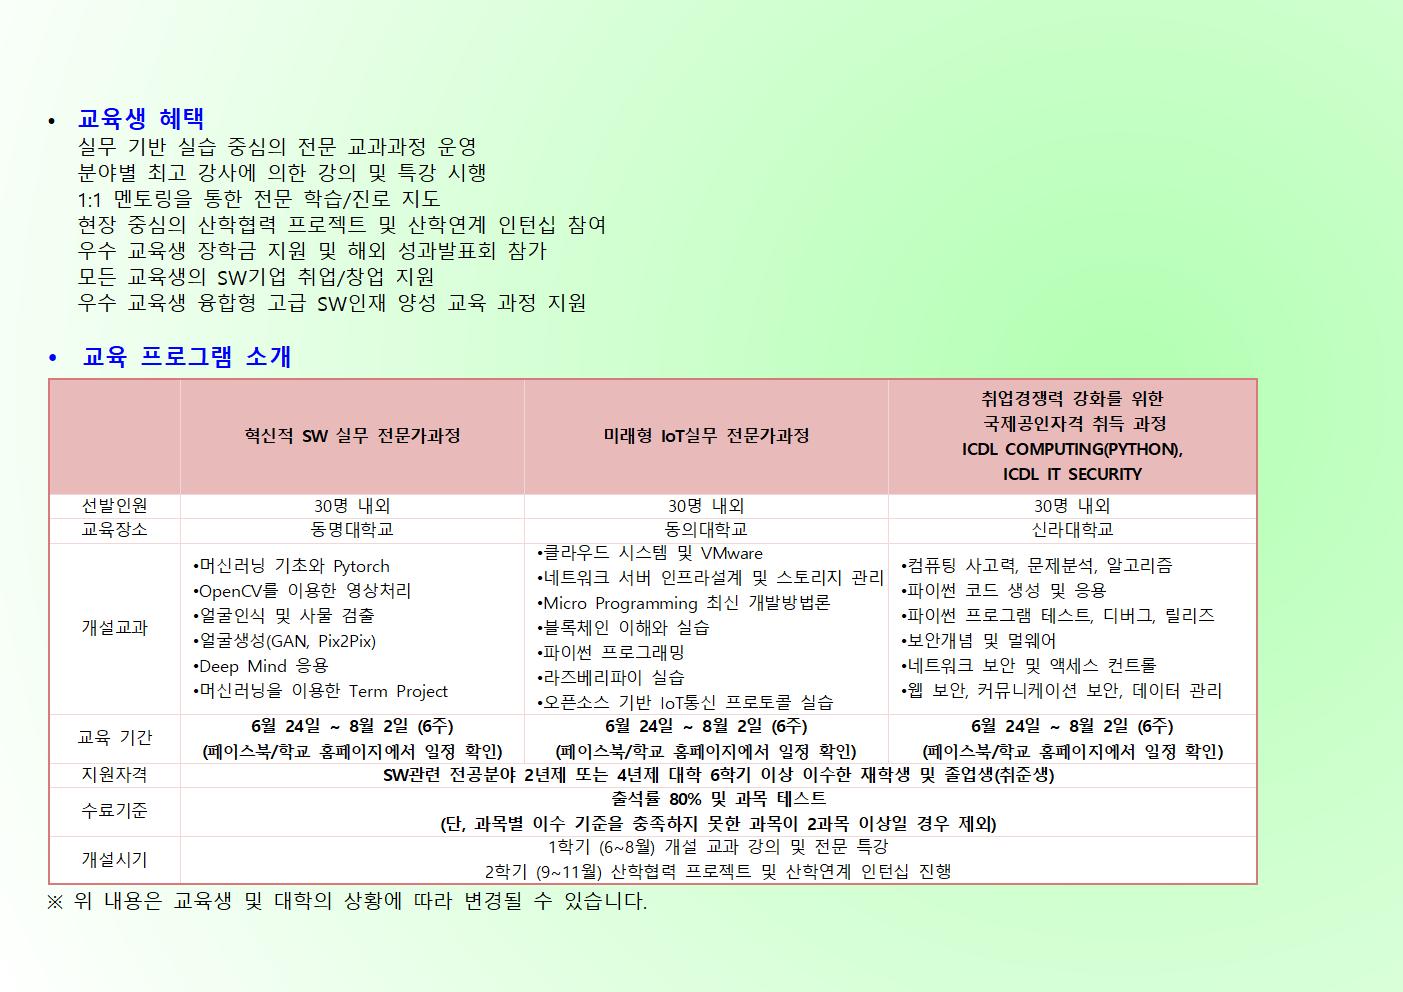 • 교육생 혜택
실무 기반 실습 중심의 전문 교과과정 운영
분야별 최고 강사에 의한 강의 및 특강 시행
1:1 멘토링을 통한 전문 학습/진로 지도
현장 중심의 산학협력 프로젝트 및 산학연계 인턴십 참여
우수 교육생 장학금 지원 및 해외 성과발표회 참가
모든 교육생의 SW기업 취업/창업 지원
우수 교육생 융합형 고급 SW인재 양성 교육 과정 지원
• 교육 프로그램 소개
혁신적 SW 실무 전문가과정
미래형 IoT실무 전문가과정
취업경쟁력 강화를 위한
국제공인자격 취득 과정
ICDL COMPUTING(PYTHON),
ICDL IT SECURITY
선발인원
30명 내외
30명 내외
30명 내외
교육장소
동명대학교
동의대학교
신라대학교
개설교과
•머신러닝 기초와 Pytorch
•OpenCV를 이용한 영상처리
•얼굴인식 및 사물 검출
•얼굴생성(GAN, Pix2Pix)
•Deep Mind 응용
•머신러닝을 이용한 Term Project
•클라우드 시스템 및 VMware
•네트워크 서버 인프라설계 및 스토리지 관리
•Micro Programming 최신 개발방법론
•블록체인 이해와 실습
•파이썬 프로그래밍
•라즈베리파이 실습
•오픈소스 기반 IoT통신 프로토콜 실습
•컴퓨팅 사고력, 문제분석, 알고리즘
•파이썬 코드 생성 및 응용
•파이썬 프로그램 테스트, 디버그, 릴리즈
•보안개념 및 멀웨어
•네트워크 보안 및 액세스 컨트롤
•웹 보안, 커뮤니케이션 보안, 데이터 관리
교육 기간
6월 24일 ~ 8월 2일 (6주)
(페이스북/학교 홈페이지에서 일정 확인)
6월 24일 ~ 8월 2일 (6주)
(페이스북/학교 홈페이지에서 일정 확인)
6월 24일 ~ 8월 2일 (6주)
(페이스북/학교 홈페이지에서 일정 확인)
지원자격
SW관련 전공분야 2년제 또는 4년제 대학 6학기 이상 이수한 재학생 및 졸업생(취준생)
수료기준
출석률 80% 및 과목 테스트
(단, 과목별 이수 기준을 충족하지 못한 과목이 2과목 이상일 경우 제외)
개설시기
1학기 (6~8월) 개설 교과 강의 및 전문 특강
2학기 (9~11월) 산학협력 프로젝트 및 산학연계 인턴십 진행
※ 위 내용은 교육생 및 대학의 상황에 따라 변경될 수 있습니다.